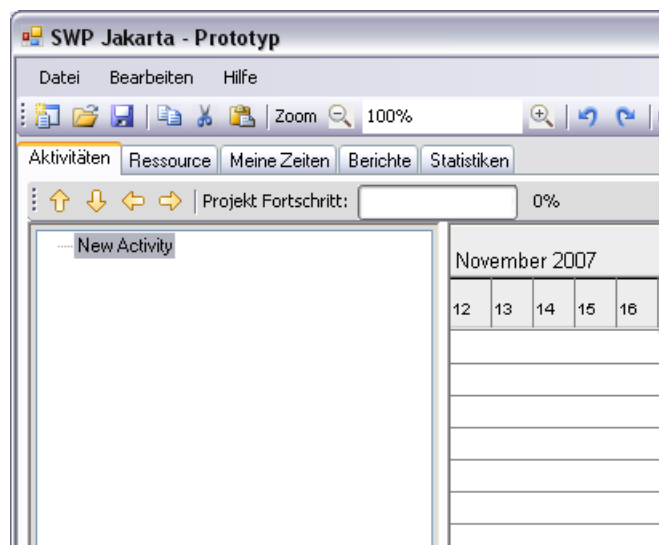 SWP Jakarta - Prototyp
Datei Bearbeiten Hilfe
Zoom 100%
Aktivitäten Ressource Meine Zeiten Berichte Statistiken
Projekt Fortschritt: 0%
New Activity
November 2007
12 13 14 15 16